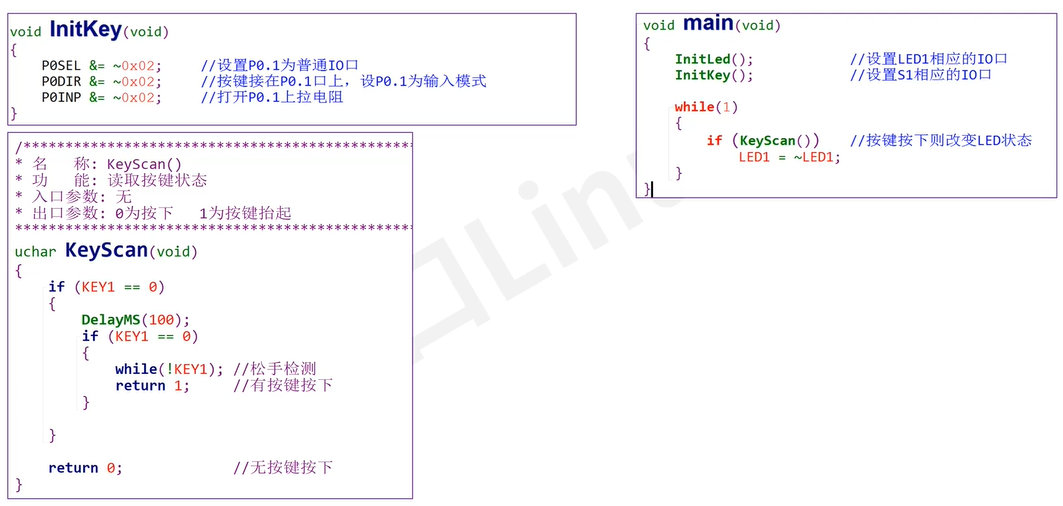 void InitKey(void)
{
P0SEL &= ~0x02; //设置P0.1为普通IO口
P0DIR &= ~0x02; //按键接在P0.1口上，设P0.1为输入模式
P0INP &= ~0x02; //打开P0.1上拉电阻
}
/***********************************************
* 名 称: KeyScan()
* 功 能: 读取按键状态
* 入口参数: 无
* 出口参数: 0为按下 1为按键抬起
************************************************
uchar KeyScan(void)
{
if (KEY1 == 0)
{
DelayMS(100);
if (KEY1 == 0)
{
while(!KEY1); //松手检测
return 1; //有按键按下
}
}
return 0; //无按键按下
}
void main(void)
{
InitLed(); //设置LED1相应的IO口
InitKey(); //设置S1相应的IO口
while(1)
{
if (KeyScan()) //按键按下则改变LED状态
LED1 = ~LED1;
}
}